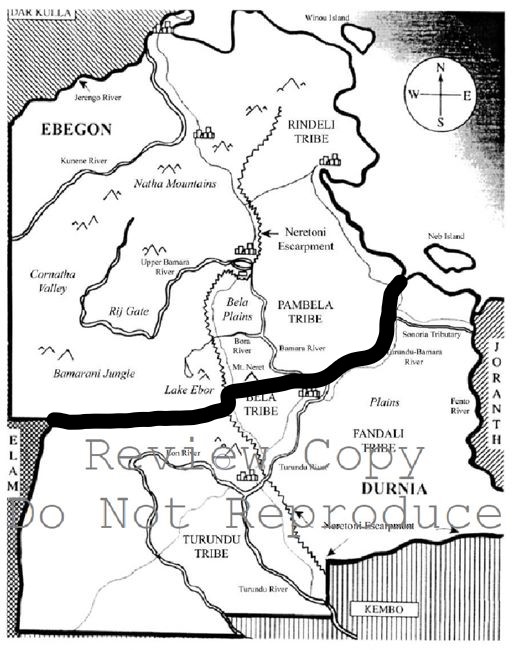 DAR KULLA
Winou Island
Jerengo River
N
W
E
S
EBEGON
RINDELI
TRIBE
Kunene River
Natha Mountains
Neretoni
Escarpment
Neb Island
Upper Bamara
River
Cornatha
Valley
Rij Gate
Bela
Plains
PAMBELA
TRIBE
Sonoria Tributary
Bora
River
Bamara River
Turundu-Bamara
River
JORANTH
Bamarani Jungle
Mt. Neret
Lake Ebor
BELA
TRIBE
Plains
Fento
River
ELAM
FANDALI
TRIBE
Review Copy
Eon River
Turundu River
DURNIA
Do Not Reproduce
Neretoni Escarpment
TURUNDU
TRIBE
Turundu River
KEMBO